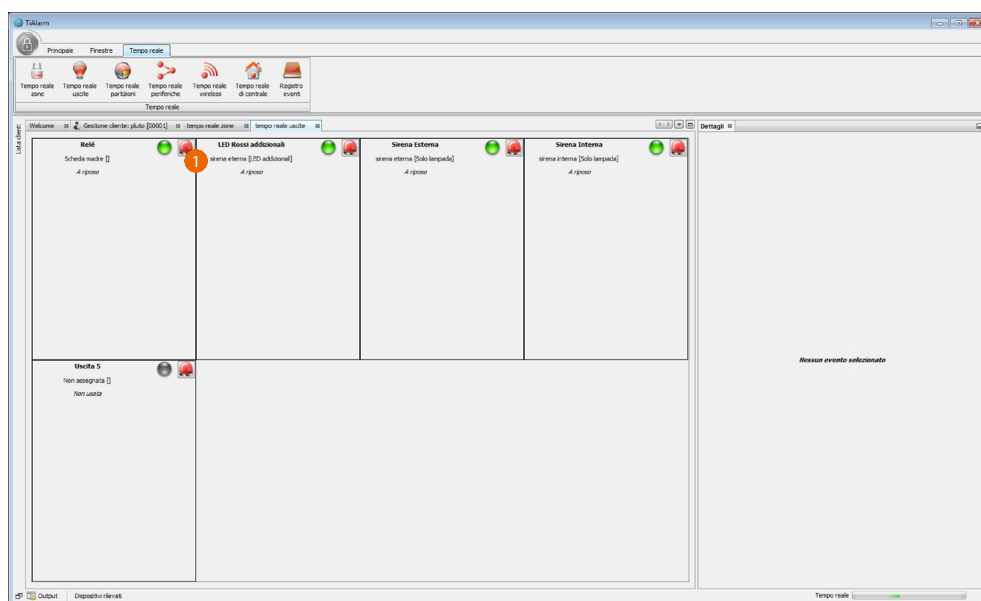 TiAlarm
Principale Finestre Tempo reale
Tempo reale zone
Tempo reale uscite
Tempo reale partizioni
Tempo reale periferiche
Tempo reale wireless
Tempo reale di centrale
Registro eventi
Tempo reale
Lista clienti
Welcome Gestione cliente: pluto [00001] tempo reale zone tempo reale uscite
Dettagli
Relé
Scheda madre []
A riposo
1
LED Rossi addizionali
sirena eterna [LED addizionali]
A riposo
Sirena Esterna
sirena eterna [Solo lampada]
A riposo
Sirena Interna
sirena interna [Solo lampada]
A riposo
Nessun evento selezionato
Uscita 5
Non assegnata []
Non usata
Output Dispositivi rilevati Tempo reale